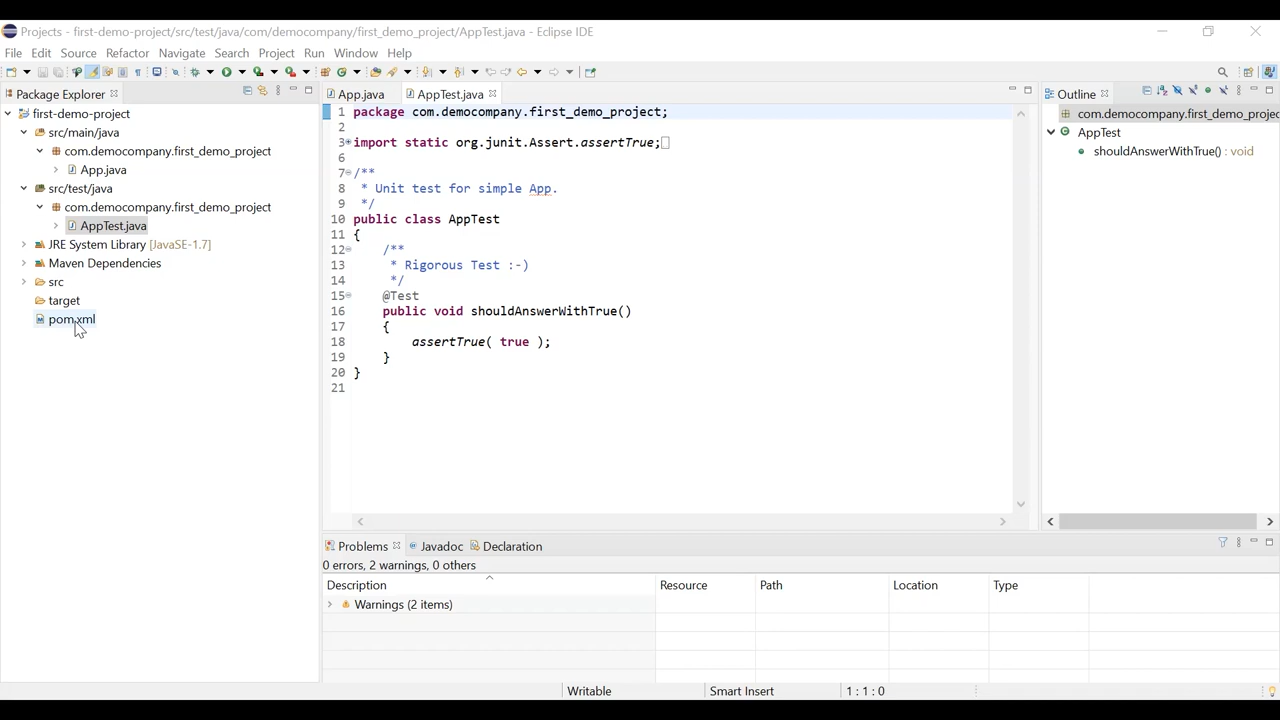 Projects - first-demo-project/src/test/java/com/democompany/first_demo_project/AppTest.java - Eclipse IDE
File Edit Source Refactor Navigate Search Project Run Window Help
Package Explorer
first-demo-project
src/main/java
com.democompany.first_demo_project
App.java
src/test/java
com.democompany.first_demo_project
AppTest.java
JRE System Library [JavaSE-1.7]
Maven Dependencies
src
target
pom.xml
App.java AppTest.java
1 package com.democompany.first_demo_project;
2
3 import static org.junit.Assert.assertTrue;
6
7 /**
8 * Unit test for simple App.
9 */
10 public class AppTest
11 {
12 /**
13 * Rigorous Test :-)
14 */
15 @Test
16 public void shouldAnswerWithTrue()
17 {
18 assertTrue( true );
19 }
20 }
21
Outline
com.democompany.first_demo_projec
AppTest
shouldAnswerWithTrue() : void
Problems Javadoc Declaration
0 errors, 2 warnings, 0 others
Description Resource Path Location Type
Warnings (2 items)
Writable Smart Insert 1 : 1 : 0